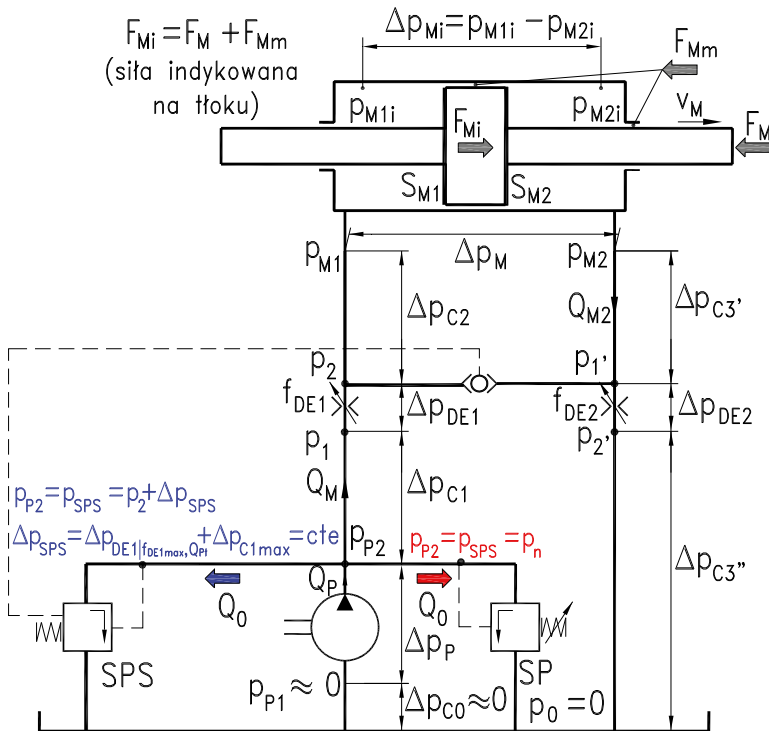 F_Mi = F_M + F_Mm
(siła indykowana
na tłoku)
Δp_Mi = p_M1i - p_M2i
F_Mm
p_M1i
p_M2i
v_M
F_Mi
F_M
S_M1
S_M2
p_M1
Δp_M
p_M2
Δp_C2
Q_M2
Δp_C3'
p_2
p_1'
f_DE1
Δp_DE1
f_DE2
Δp_DE2
p_1
p_2'
Q_M
Δp_C1
p_P2 = p_SPS = p_2 + Δp_SPS
Δp_SPS = Δp_DE1|f_DE1max, Q_Pt + Δp_C1max = cte
p_P2
p_P2 = p_SPS = p_n
Δp_C3"
Q_0
Q_P
Q_0
Δp_P
SPS
SP
p_P1 ≈ 0
Δp_C0 ≈ 0
p_0 = 0